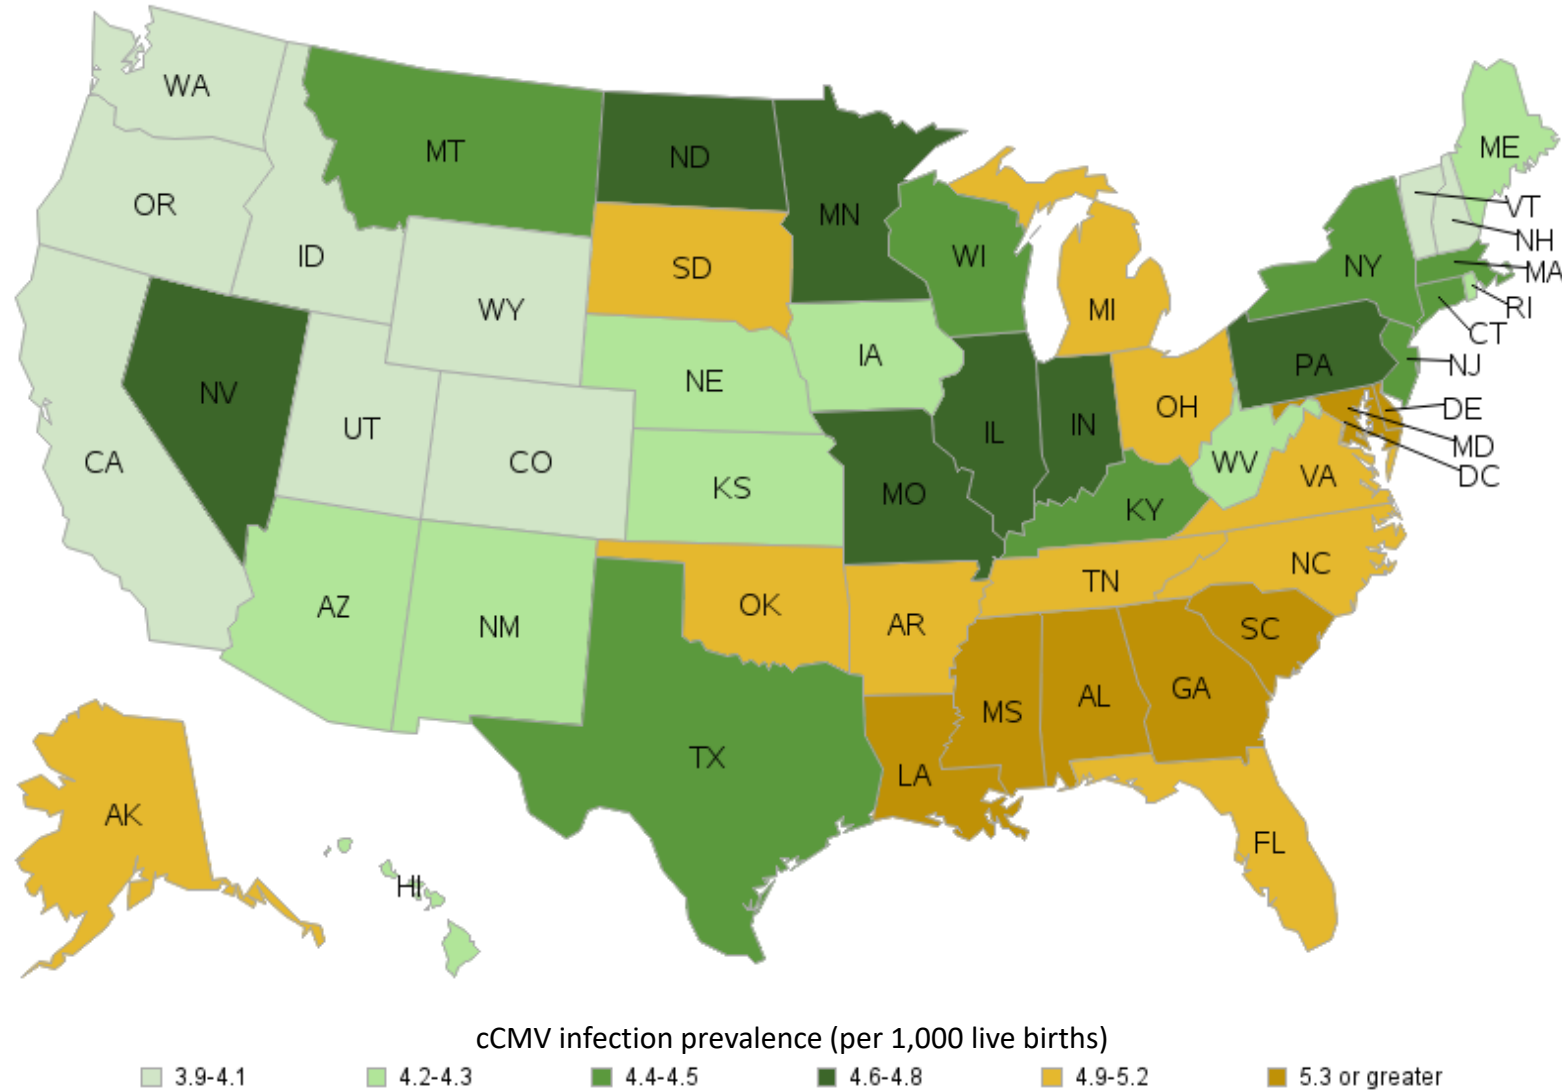 WA
MT
ND
ME
OR
MN
VT
ID
NH
WI
NY
SD
MA
WY
MI
RI
CT
IA
PA
NJ
NE
NV
OH
DE
UT
IN
IL
MD
CA
CO
WV
VA
DC
KS
MO
KY
NC
TN
AZ
OK
NM
AR
SC
GA
AL
MS
TX
LA
AK
FL
HI
cCMV infection prevalence (per 1,000 live births)
3.9-4.1 4.2-4.3 4.4-4.5 4.6-4.8 4.9-5.2 5.3 or greater